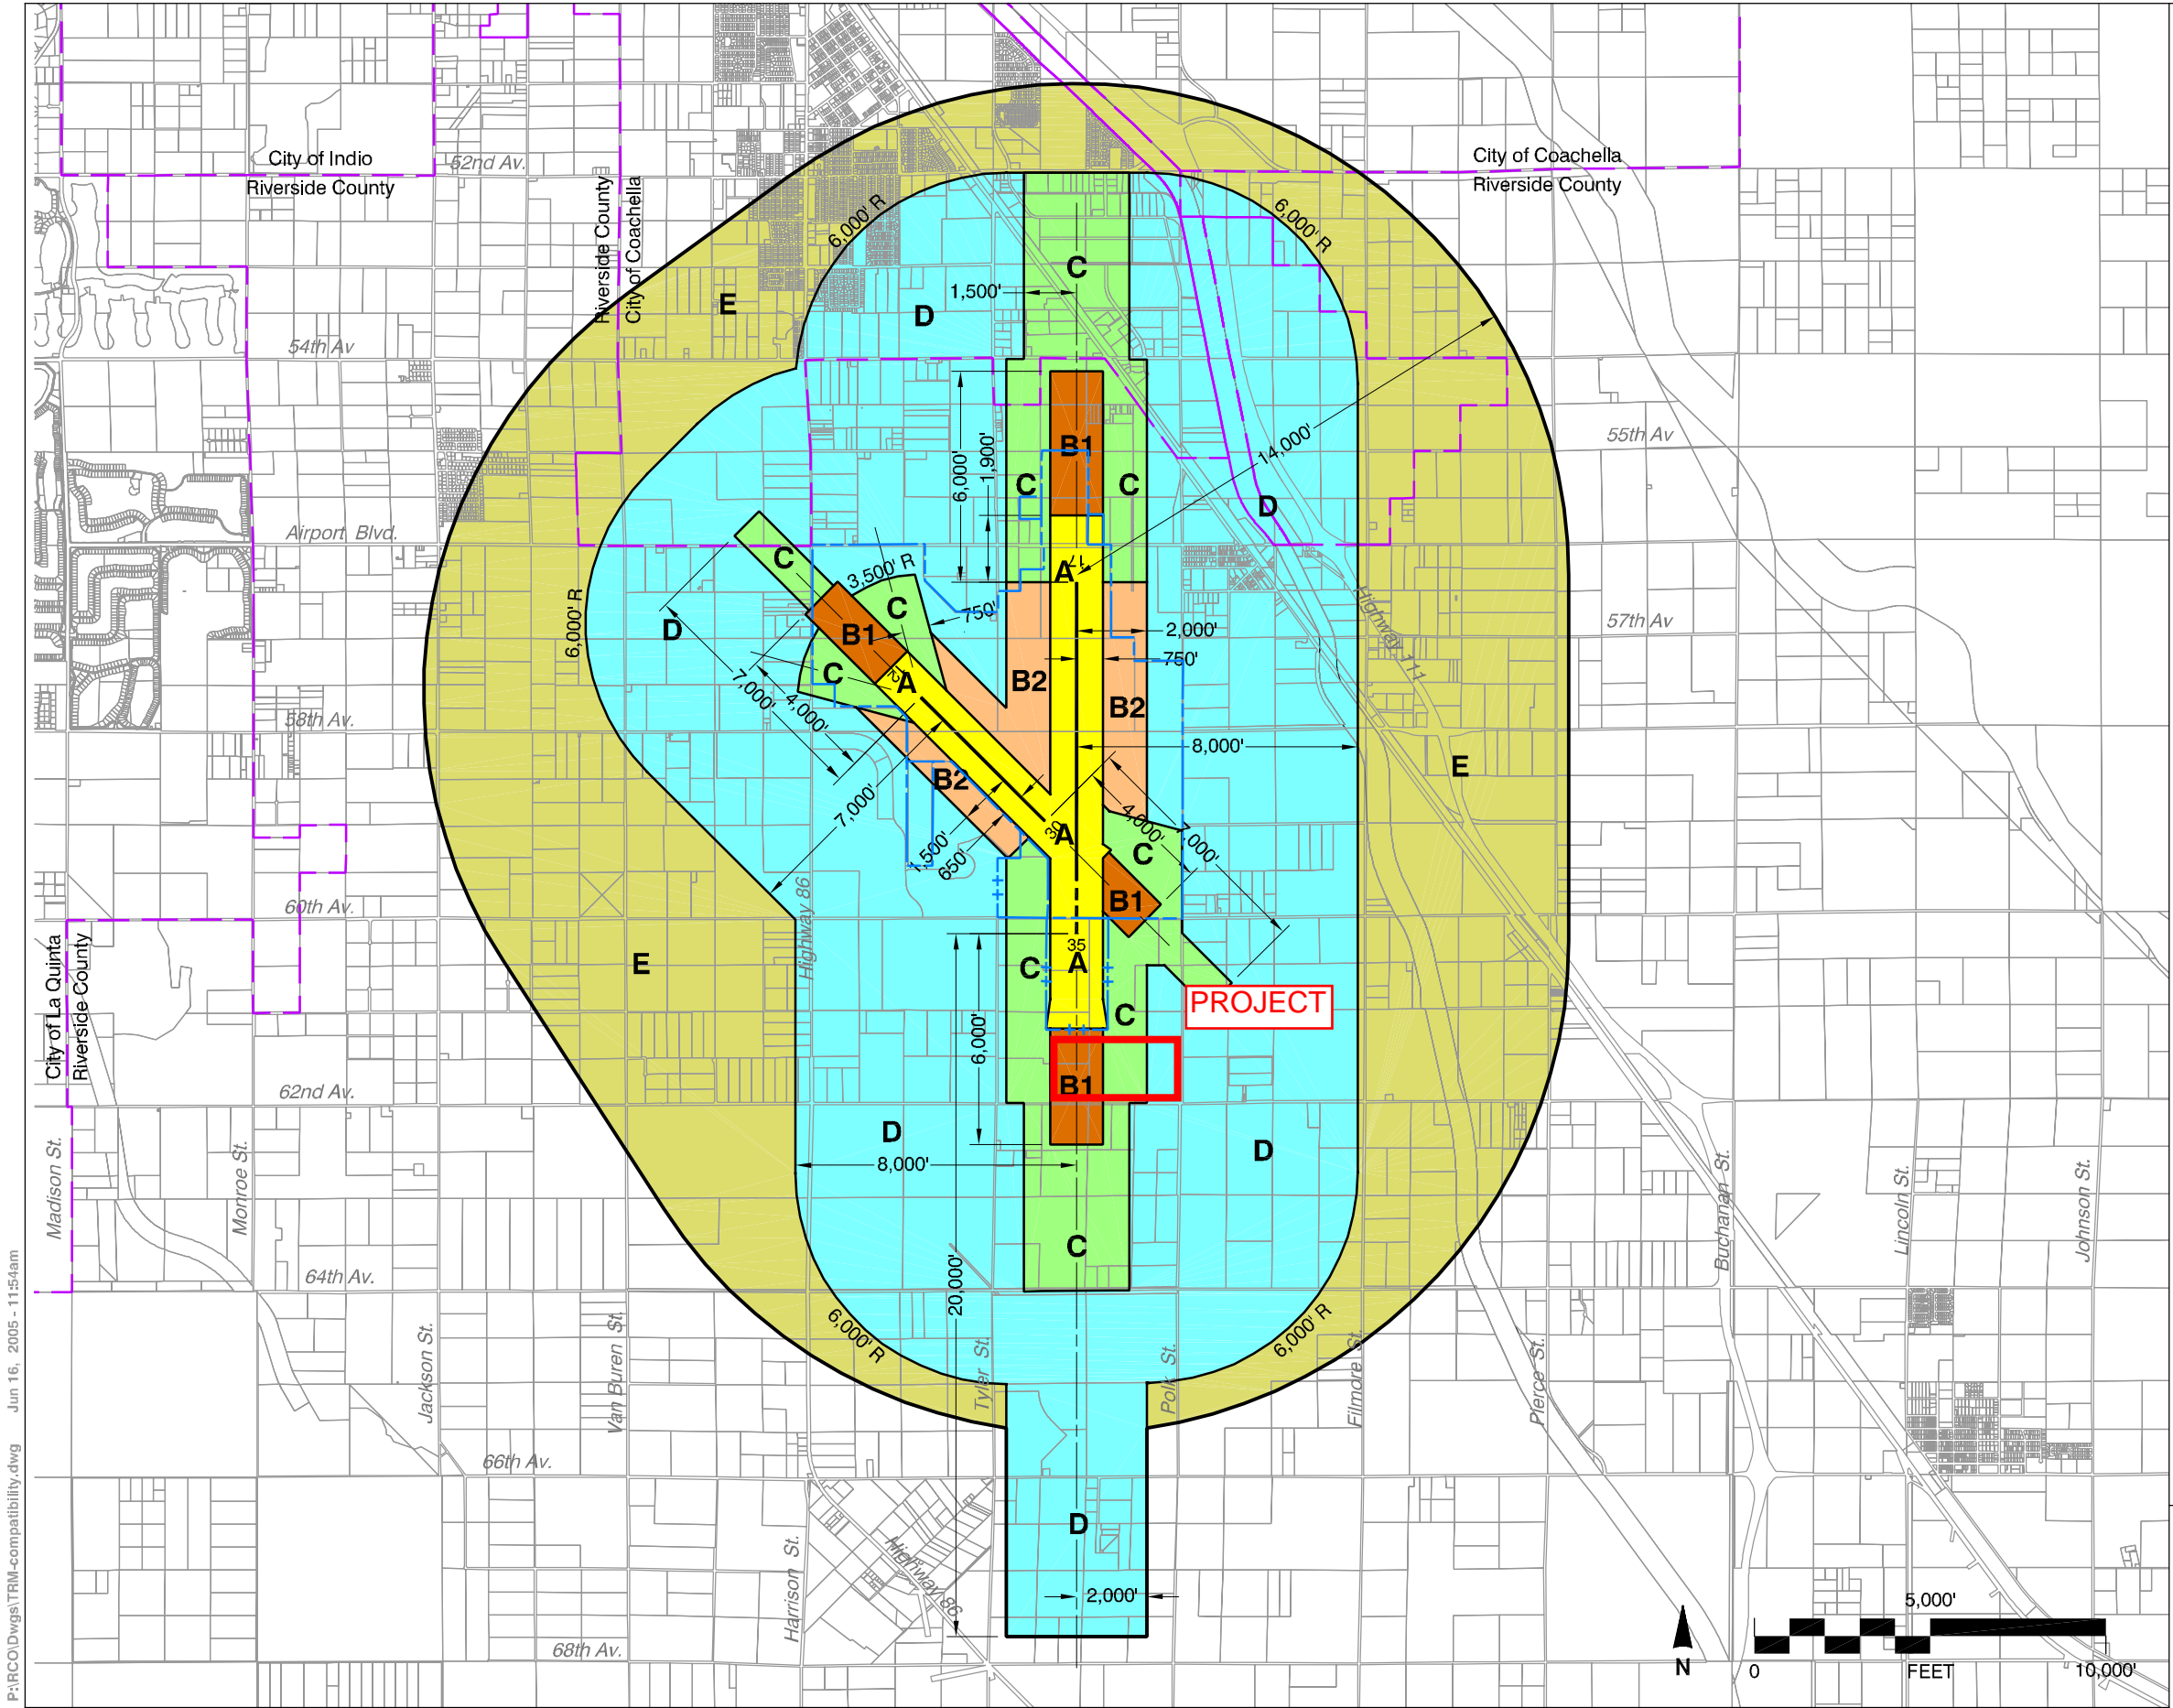 City of Indio
Riverside County
52nd Av.
Riverside County
City of Coachella
City of Coachella
Riverside County
6,000' R
6,000' R
C
1,500'
E
D
54th Av
14,000'
55th Av
B1
6,000'
1,900'
C
C
D
Airport Blvd.
C
3,500' R
A
17
C
750'
Highway 111
6,000' R
D
B1
2,000'
57th Av
750'
C
A
12
B2
B2
7,000'
4,000'
58th Av.
8,000'
E
B2
7,000'
4,000'
7,000'
30
A
1,500'
650'
C
B1
60th Av.
Highway 86
City of La Quinta
Riverside County
E
35
A
C
PROJECT
C
6,000'
B1
62nd Av.
D
D
8,000'
Madison St.
Monroe St.
Buchanan St.
Lincoln St.
Johnson St.
C
64th Av.
20,000'
6,000' R
6,000' R
Jackson St.
Van Buren St.
Tyler St.
Polk St.
Filmore St.
Pierce St.
66th Av.
D
Harrison St.
Highway 86
2,000'
68th Av.
N
5,000'
0
FEET
10,000'
P:\RCO\Dwgs\TRM-compatibility.dwg Jun 16, 2005 - 11:54am